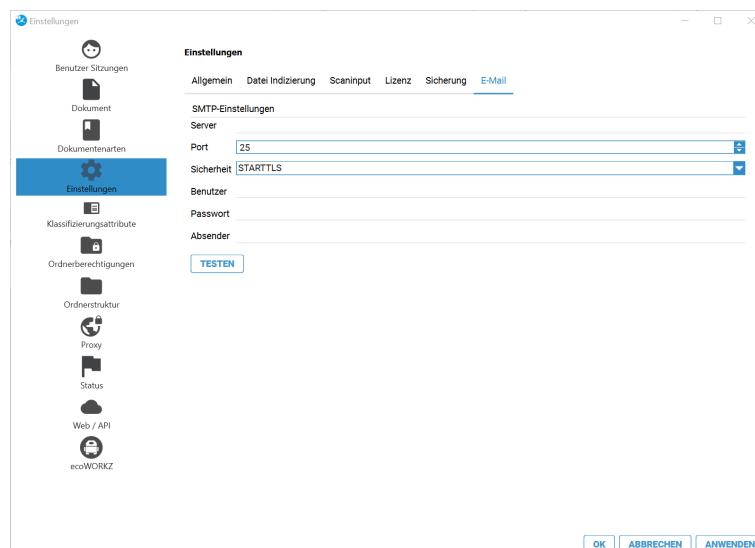 Einstellungen
Benutzer Sitzungen
Dokument
Dokumentenarten
Einstellungen
Klassifizierungsattribute
Ordnerberechtigungen
Ordnerstruktur
Proxy
Status
Web / API
ecoWORKZ
Einstellungen
Allgemein Datei Indizierung Scaninput Lizenz Sicherung E-Mail
SMTP-Einstellungen
Server
Port 25
Sicherheit STARTTLS
Benutzer
Passwort
Absender
TESTEN
OK ABBRECHEN ANWENDEN